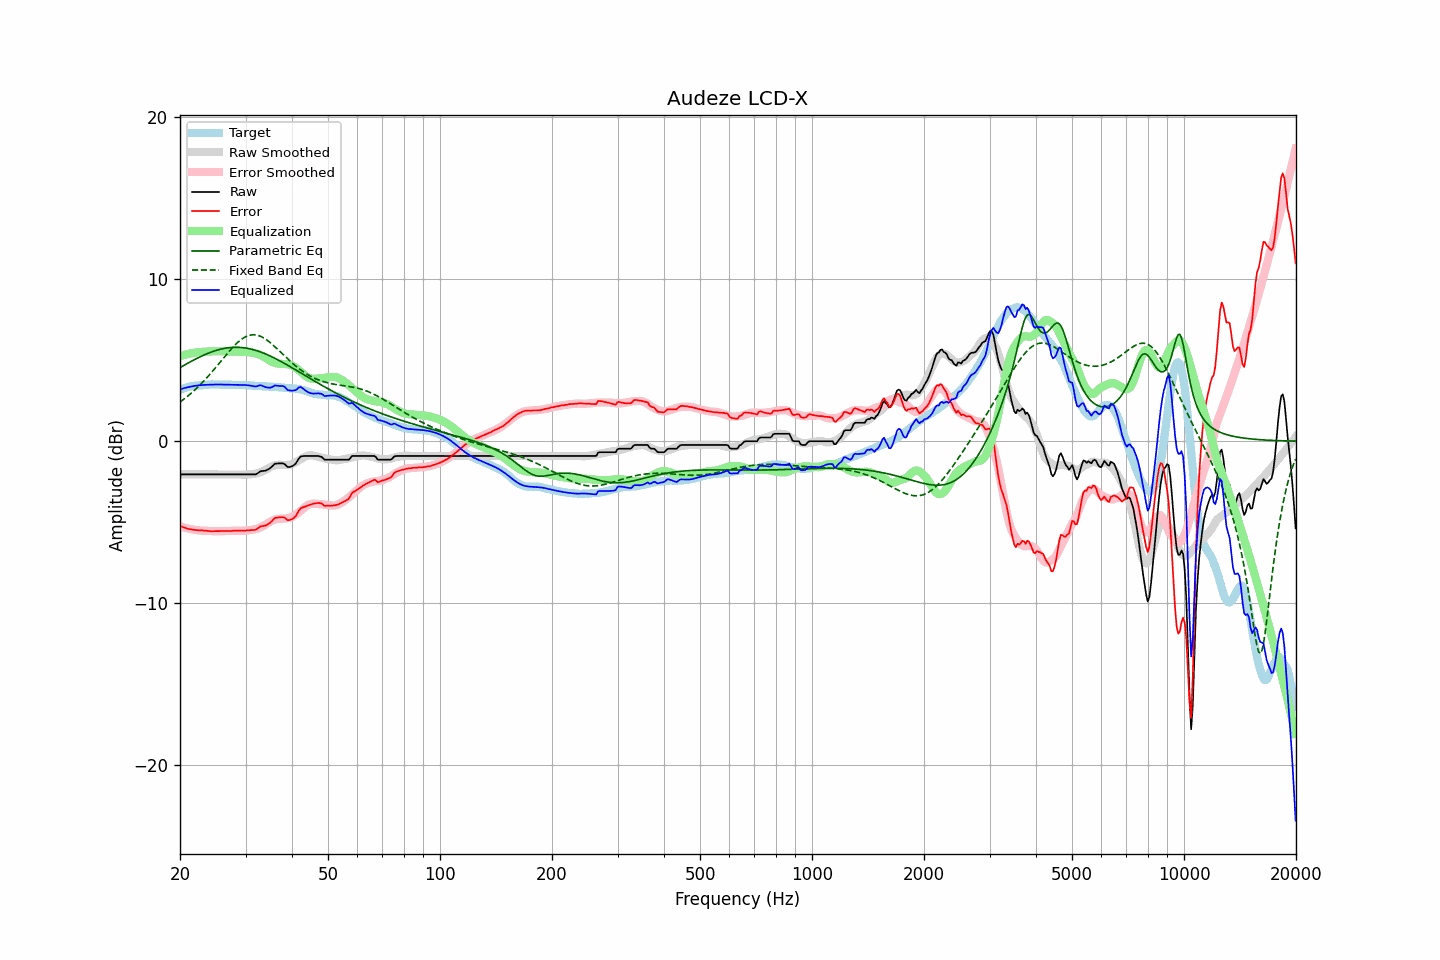 Audeze LCD-X
Target
Raw Smoothed
Error Smoothed
Raw
Error
Equalization
Parametric Eq
Fixed Band Eq
Equalized
20
10
0
−10
−20
Amplitude (dBr)
20
50
100
200
500
1000
2000
5000
10000
20000
Frequency (Hz)